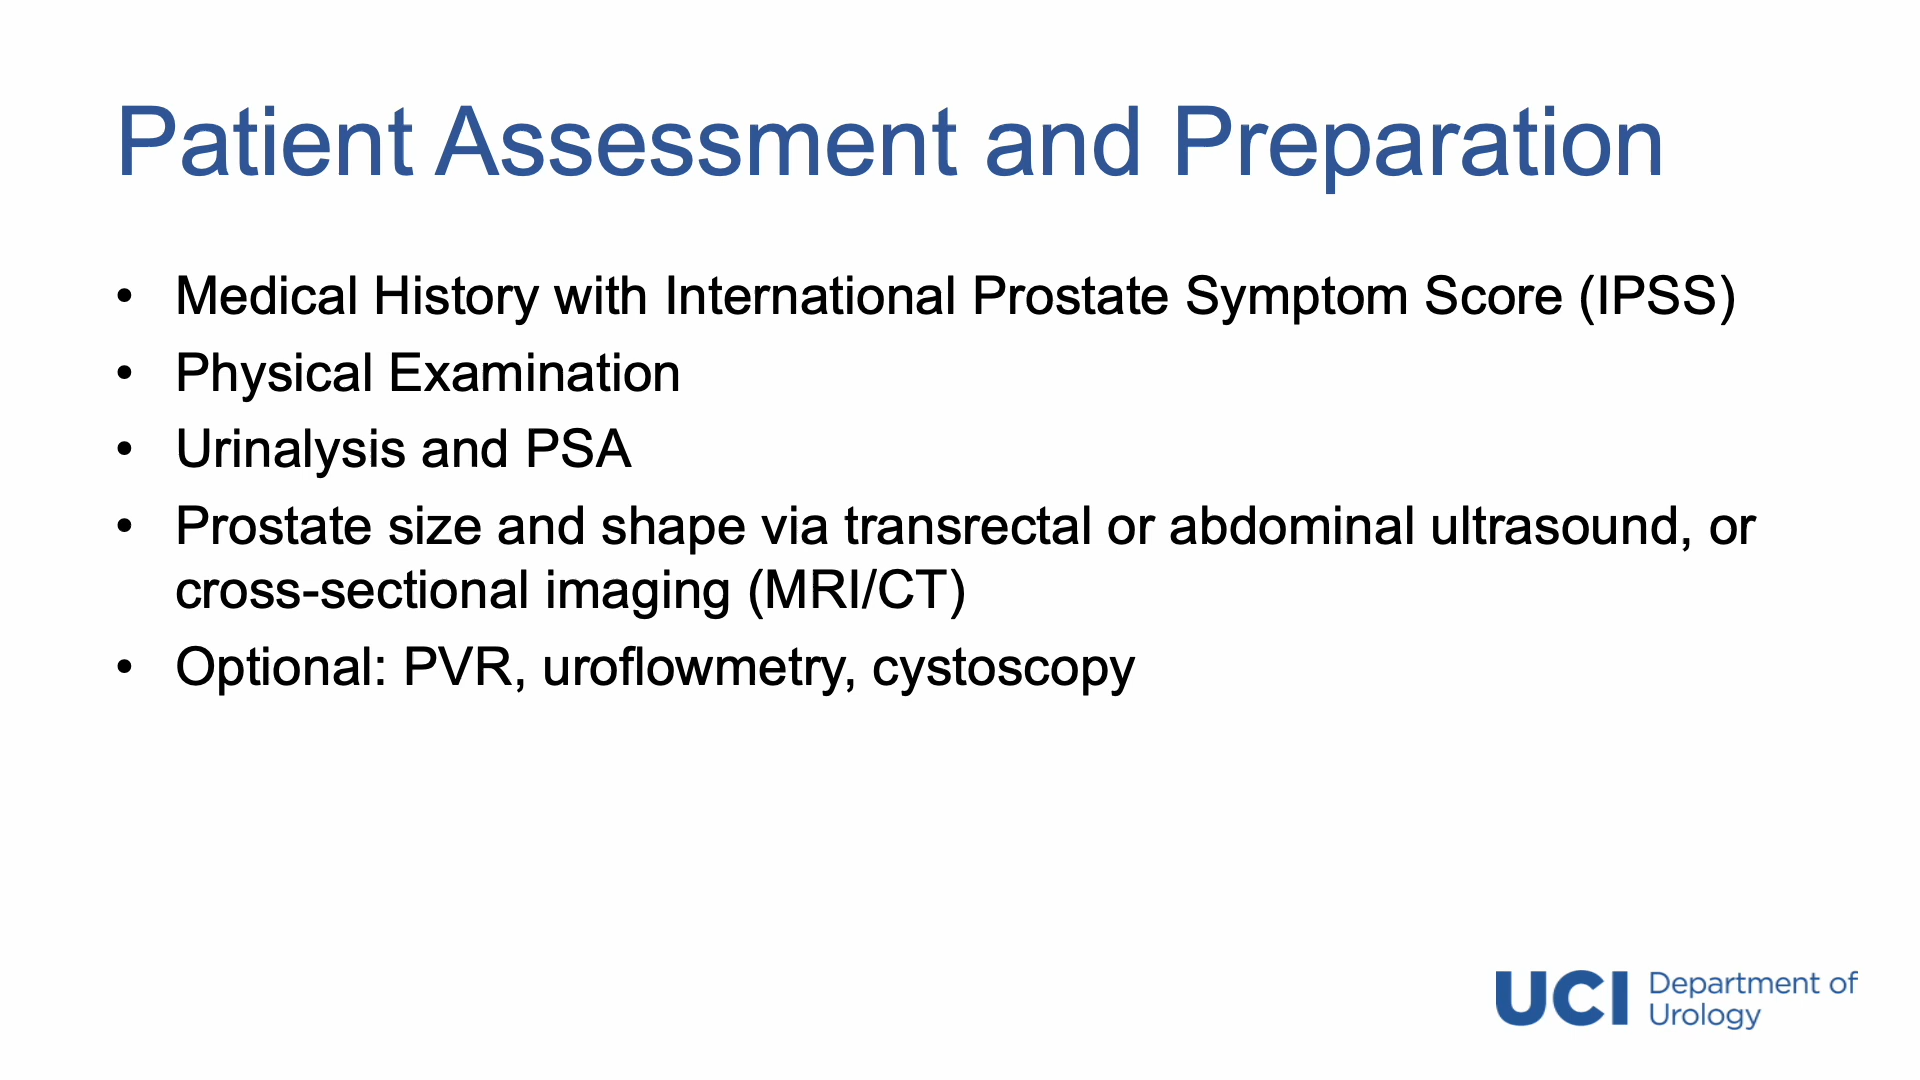 Patient Assessment and Preparation
• Medical History with International Prostate Symptom Score (IPSS)
• Physical Examination
• Urinalysis and PSA
• Prostate size and shape via transrectal or abdominal ultrasound, or
cross-sectional imaging (MRI/CT)
• Optional: PVR, uroflowmetry, cystoscopy
UCI Department of
Urology